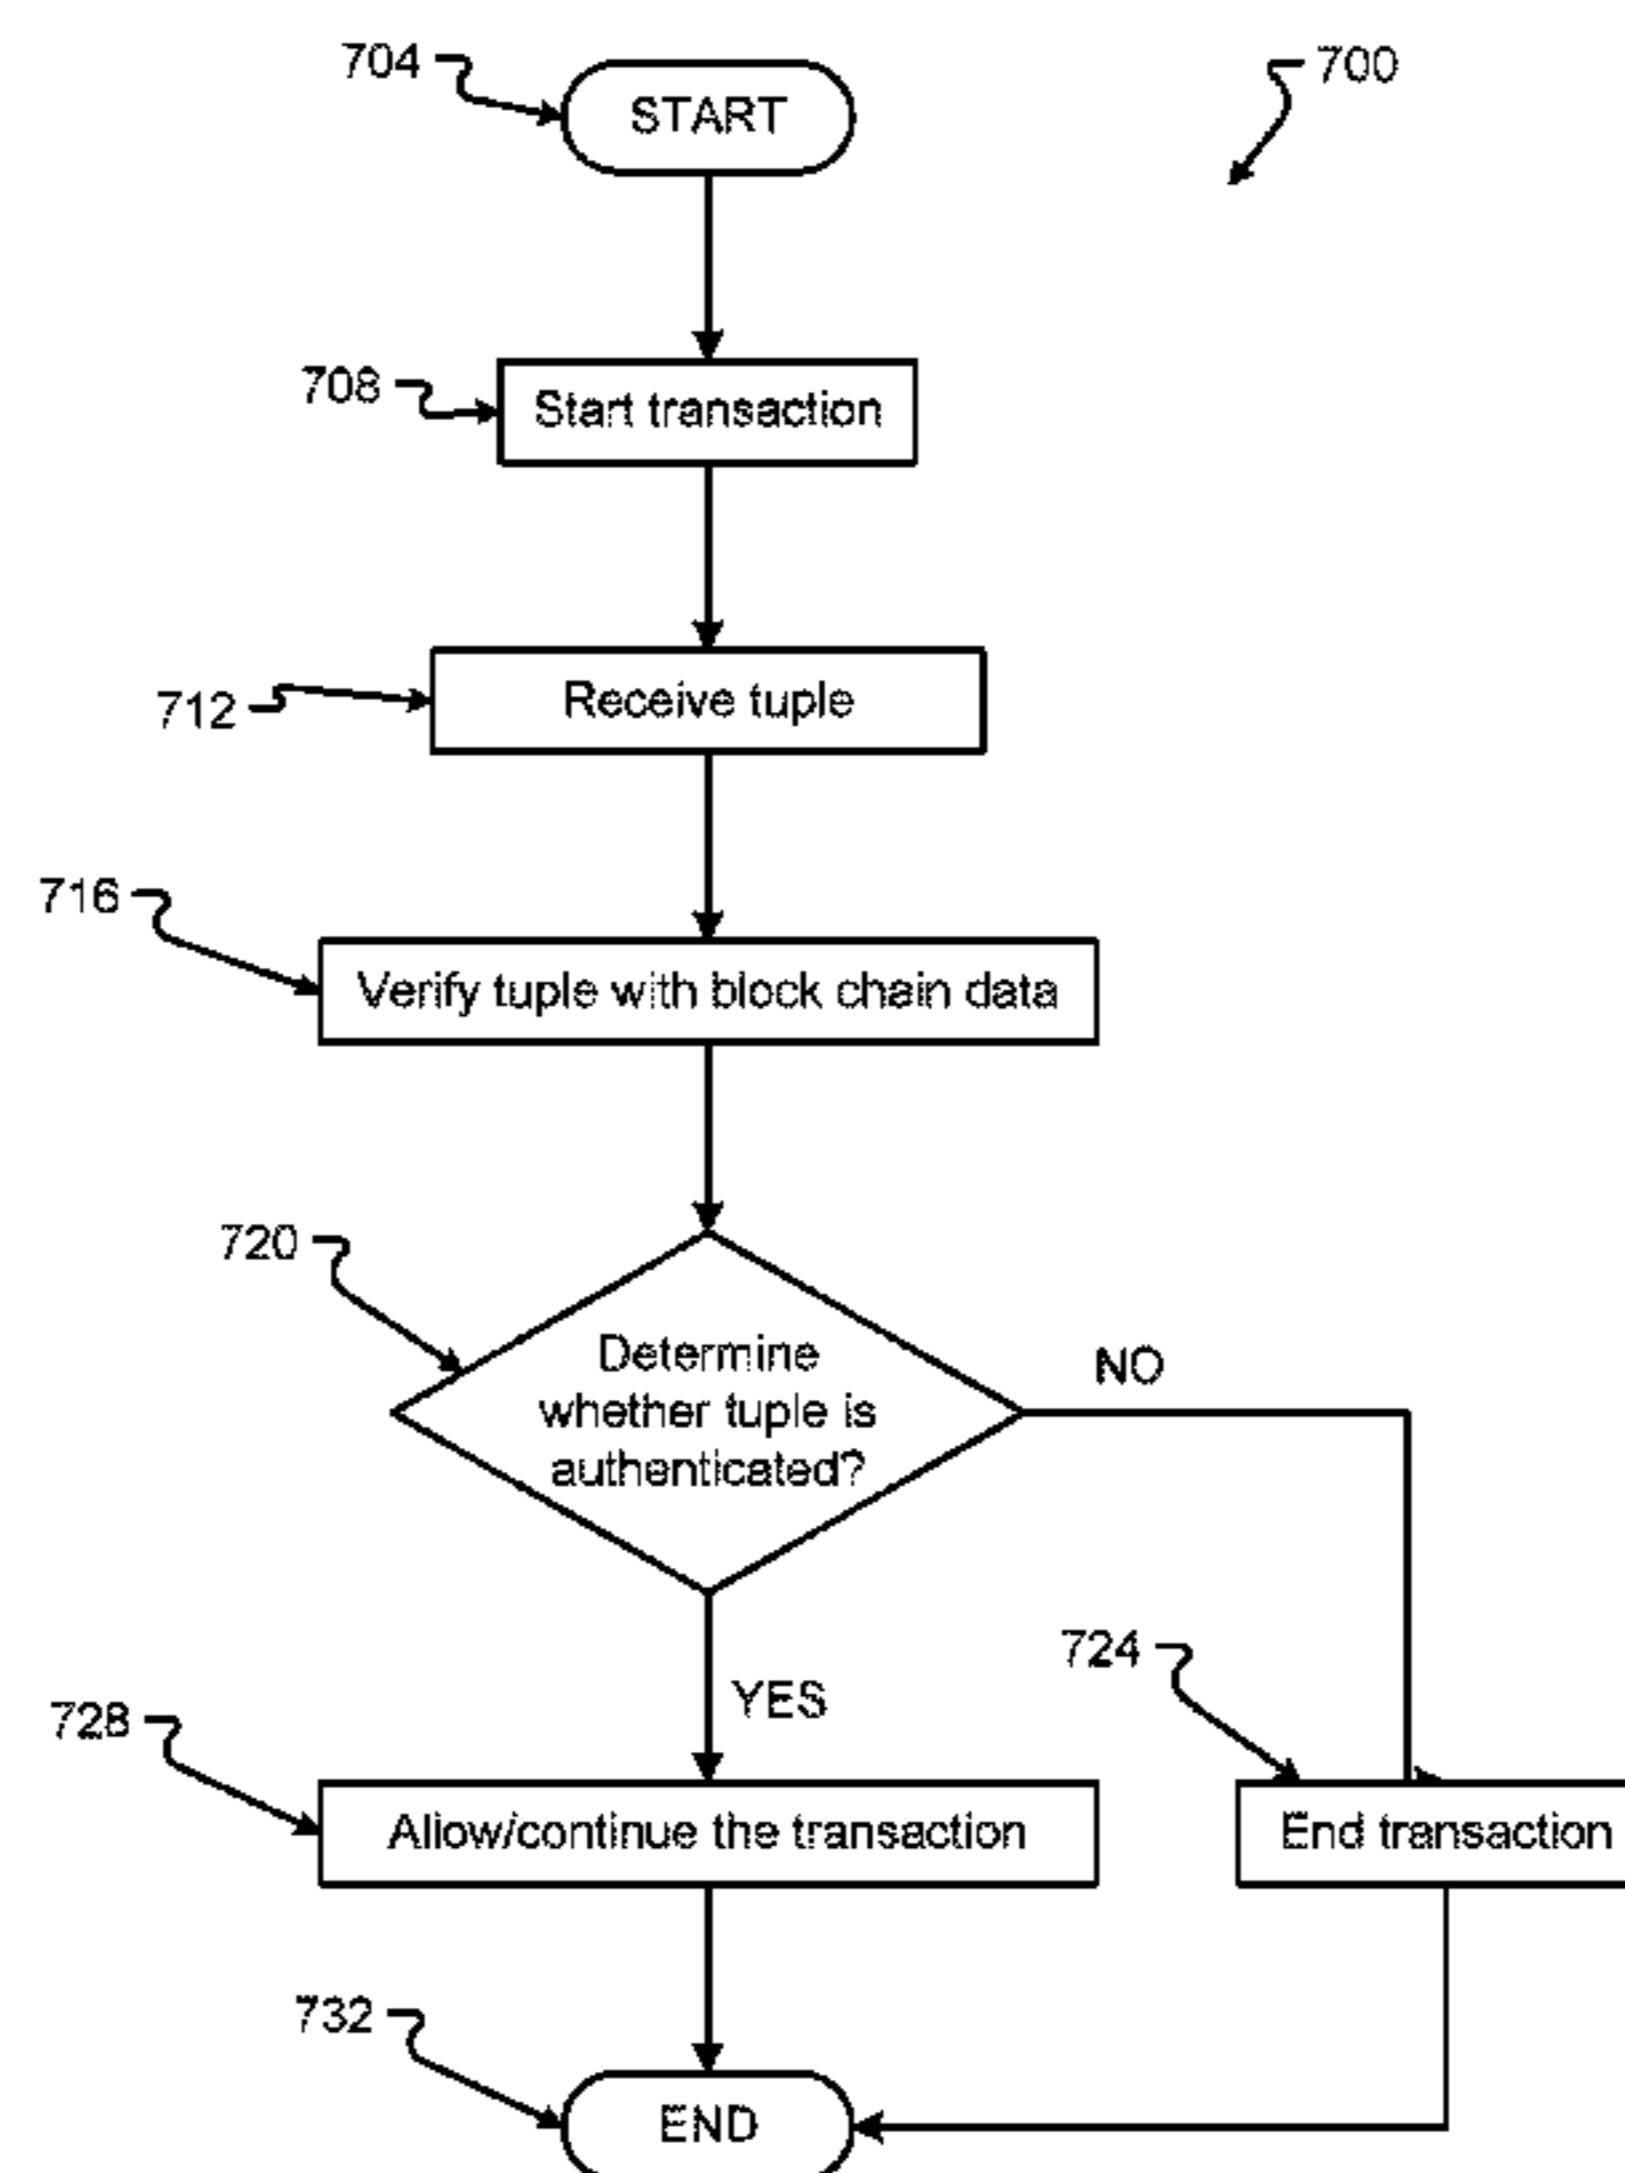 704
START
700
708
Start transaction
712
Receive tuple
716
Verify tuple with block chain data
720
Determine
whether tuple is
authenticated?
NO
YES
724
728
Allow/continue the transaction
End transaction
732
END